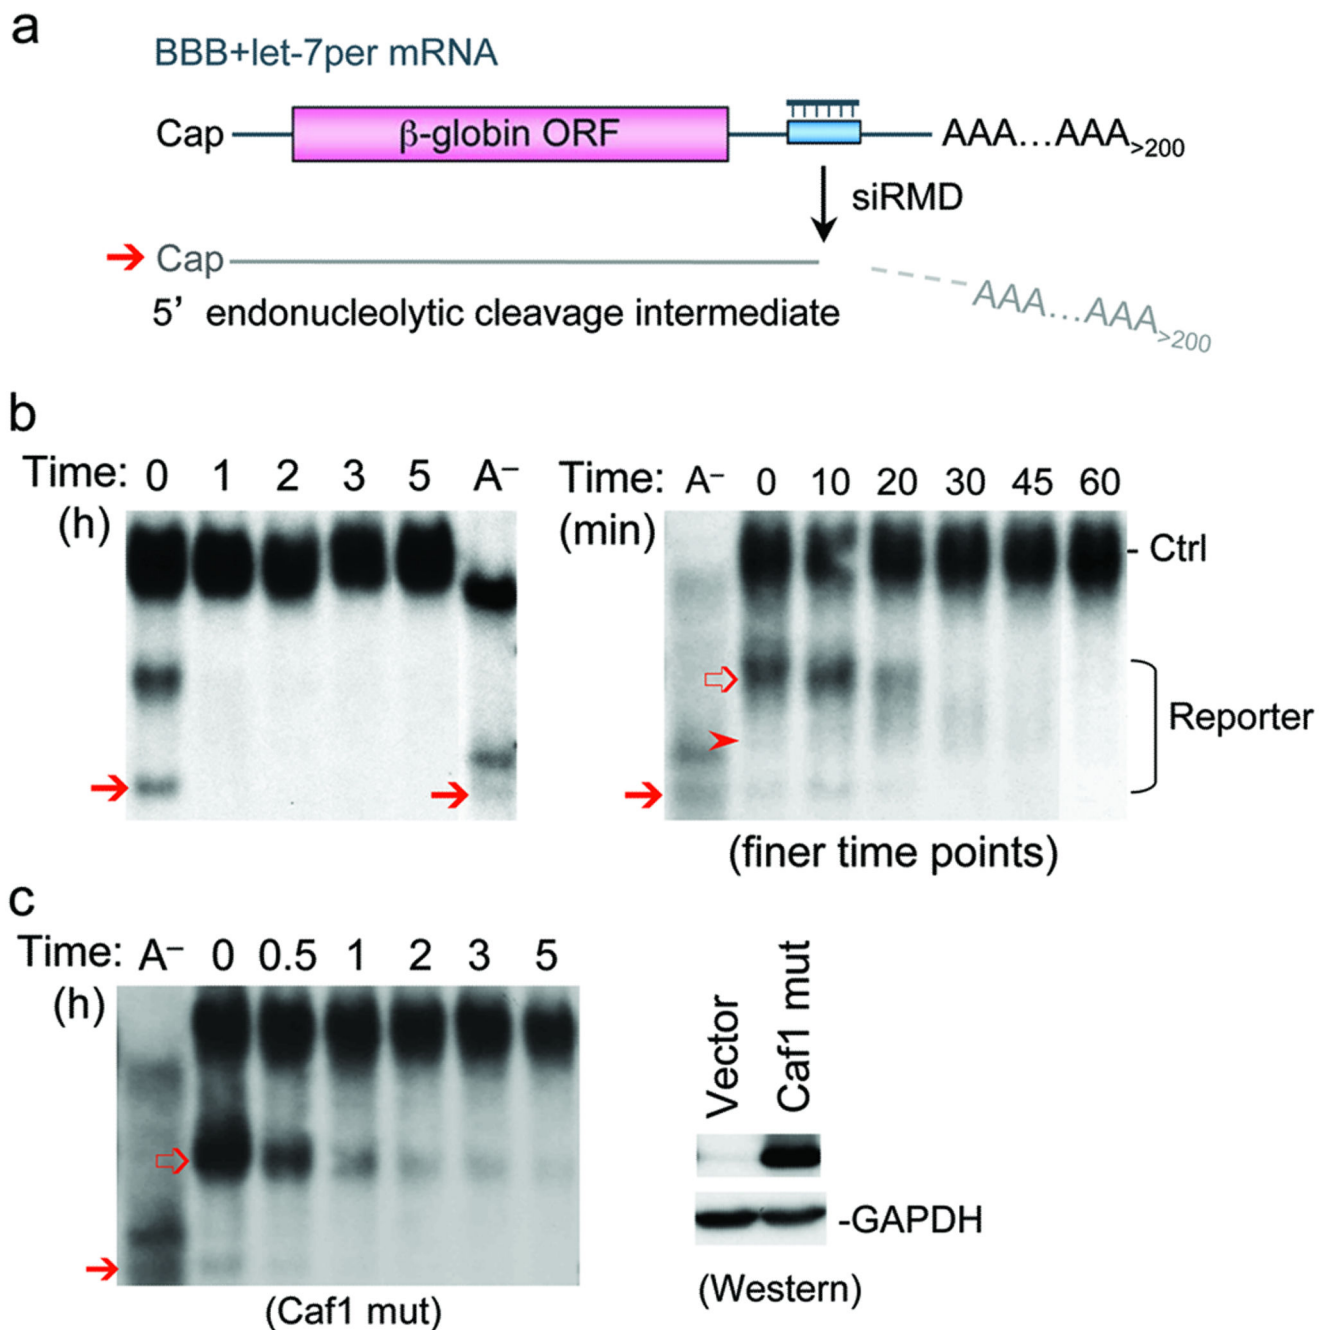 a
BBB+let-7per mRNA
Cap β-globin ORF AAA...AAA>200
siRMD
Cap
5' endonucleolytic cleavage intermediate
AAA...AAA>200
b
Time: 0 1 2 3 5 A–
(h)
Time: A– 0 10 20 30 45 60
(min)
- Ctrl
Reporter
(finer time points)
c
Time: A– 0 0.5 1 2 3 5
(h)
(Caf1 mut)
Vector
Caf1 mut
-GAPDH
(Western)